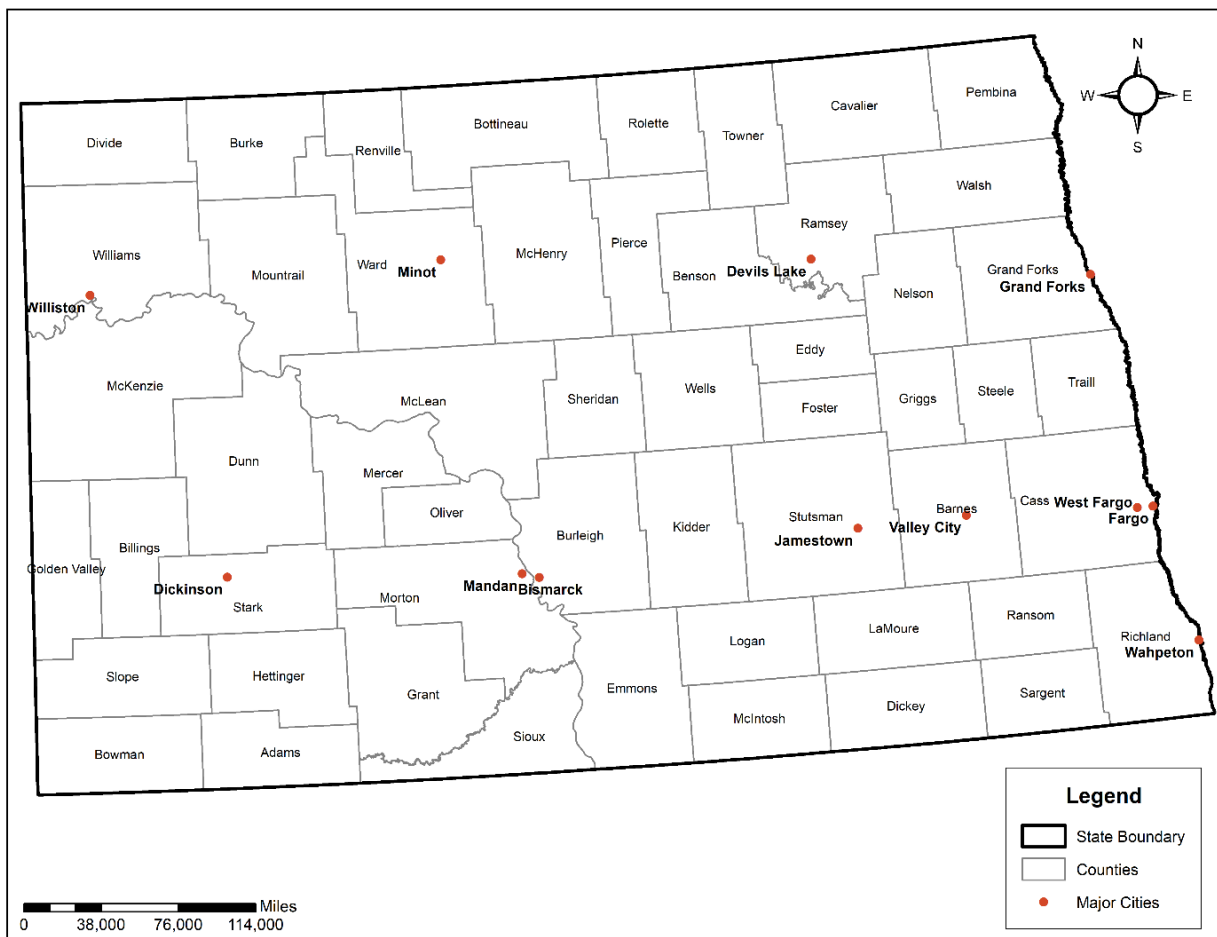 N
W E
S
Pembina
Cavalier
Bottineau
Rolette
Towner
Divide
Burke
Renville
Walsh
Ramsey
Williams
Mountrail
Ward
Minot
McHenry
Pierce
Benson
Devils Lake
Nelson
Grand Forks
Grand Forks
Williston
McKenzie
McLean
Sheridan
Wells
Eddy
Foster
Griggs
Steele
Traill
Dunn
Mercer
Oliver
Burleigh
Kidder
Stutsman
Jamestown
Barnes
Valley City
Cass
West Fargo
Fargo
Billings
Golden Valley
Dickinson
Stark
Morton
Mandan
Bismarck
Logan
LaMoure
Ransom
Richland
Wahpeton
Slope
Hettinger
Grant
Emmons
McIntosh
Dickey
Sargent
Bowman
Adams
Sioux
Legend
State Boundary
Counties
Major Cities
Miles
0 38,000 76,000 114,000